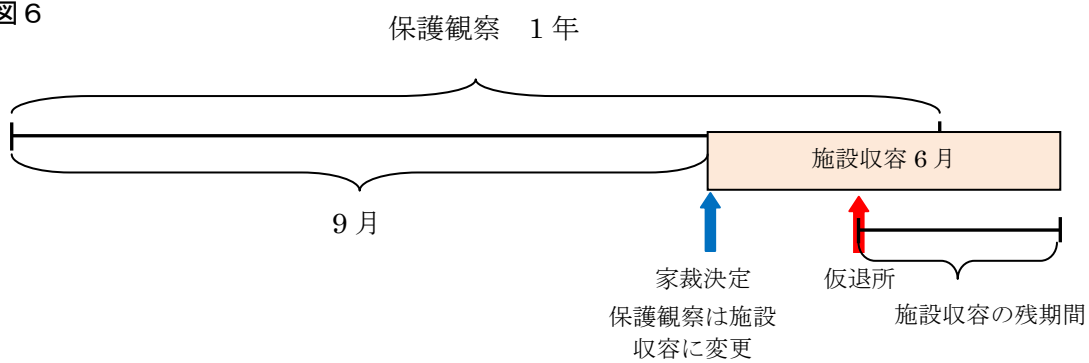 図６
保護観察　１年
施設収容 6 月
9 月
家裁決定
保護観察は施設
収容に変更
仮退所
施設収容の残期間